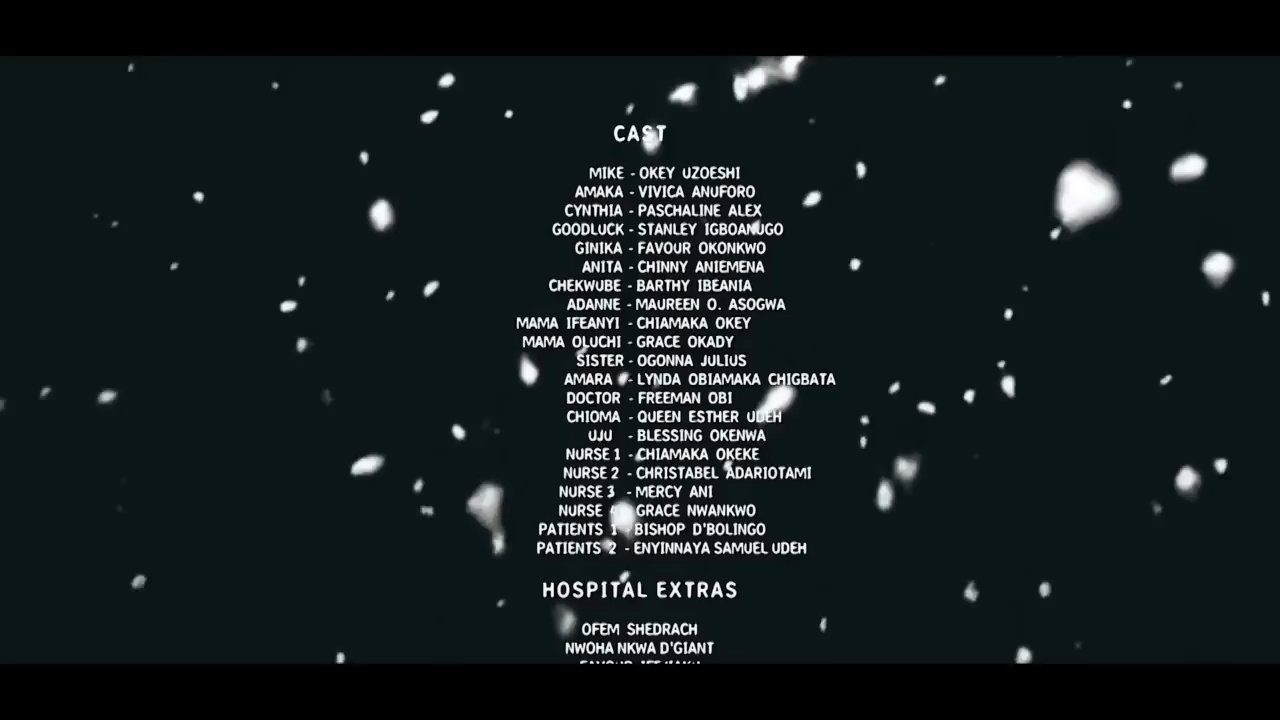 CAST
MIKE - OKEY UZOESHI
AMAKA - VIVICA ANUFORO
CYNTHIA - PASCHALINE ALEX
GOODLUCK - STANLEY IGBOANUGO
GINIKA - FAVOUR OKONKWO
ANITA - CHINNY ANIEMENA
CHEKWUBE - BARTHY IBEANIA
ADANNE - MAUREEN O. ASOGWA
MAMA IFEANYI - CHIAMAKA OKEY
MAMA OLUCHI - GRACE OKADY
SISTER - OGONNA JULIUS
AMARA - LYNDA OBIAMAKA CHIGBATA
DOCTOR - FREEMAN OBI
CHIOMA - QUEEN ESTHER UDEH
UJU - BLESSING OKENWA
NURSE 1 - CHIAMAKA OKEKE
NURSE 2 - CHRISTABEL ADARIOTAMI
NURSE 3 - MERCY ANI
NURSE 4 - GRACE NWANKWO
PATIENTS 1 - BISHOP D'BOLINGO
PATIENTS 2 - ENYINNAYA SAMUEL UDEH
HOSPITAL EXTRAS
OFEM SHEDRACH
NWOHA NKWA D'GIANT